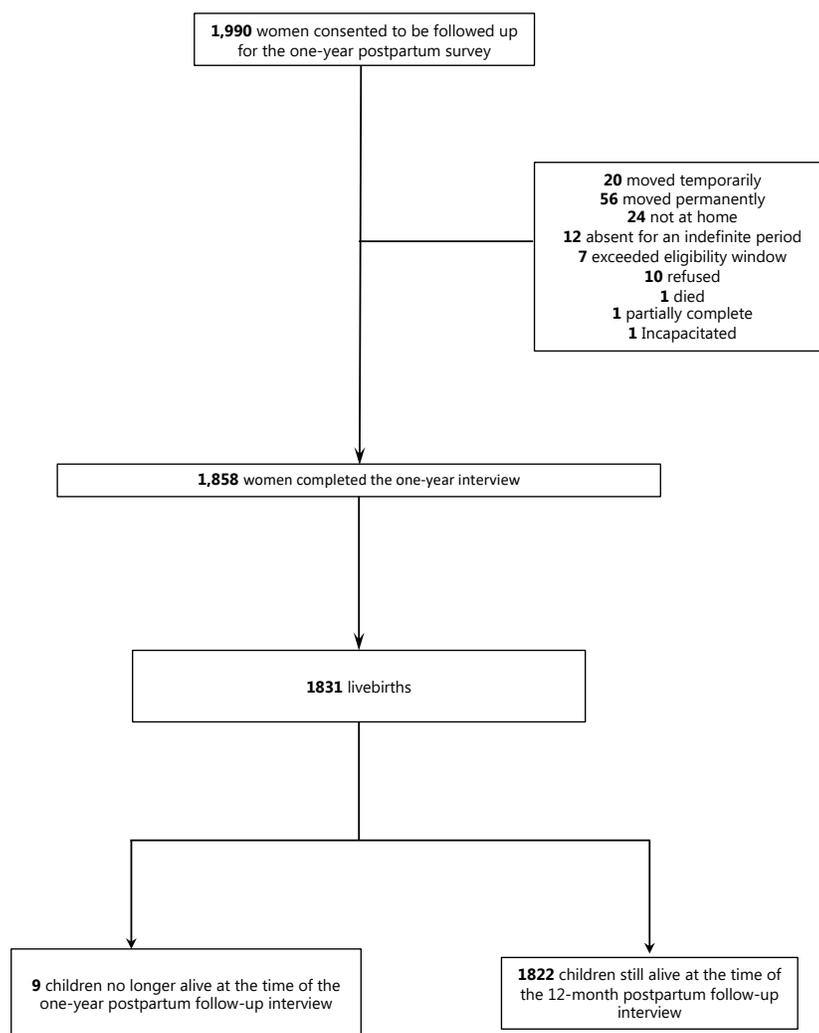 1,990 women consented to be followed up
for the one-year postpartum survey
20 moved temporarily
56 moved permanently
24 not at home
12 absent for an indefinite period
7 exceeded eligibility window
10 refused
1 died
1 partially complete
1 Incapacitated
1,858 women completed the one-year interview
1831 livebirths
9 children no longer alive at the time of the
one-year postpartum follow-up interview
1822 children still alive at the time of
the 12-month postpartum follow-up
interview